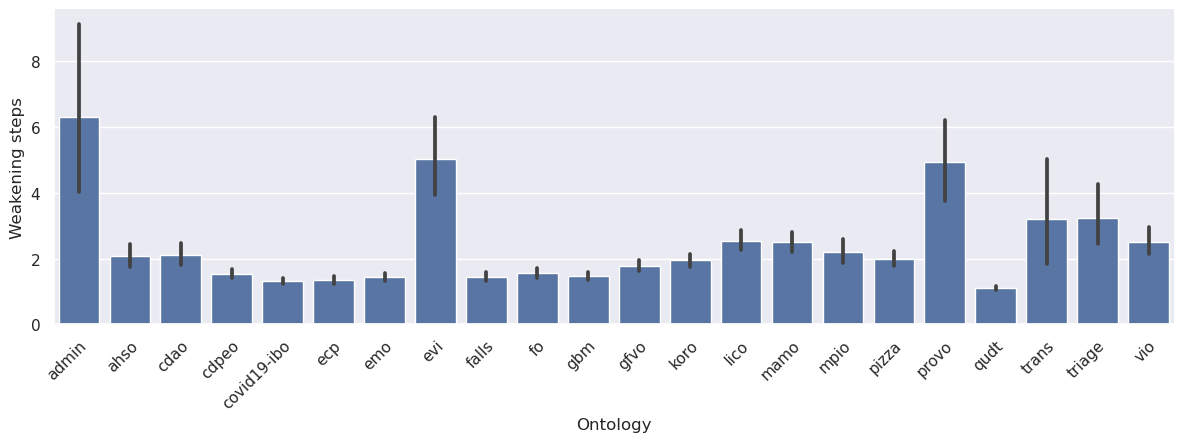 Weakening steps
8
6
4
2
0
admin
ahso
cdao
cdpeo
covid19-ibo
ecp
emo
evi
falls
fo
gbm
gfvo
koro
lico
mamo
mpio
pizza
provo
qudt
trans
triage
vio
Ontology